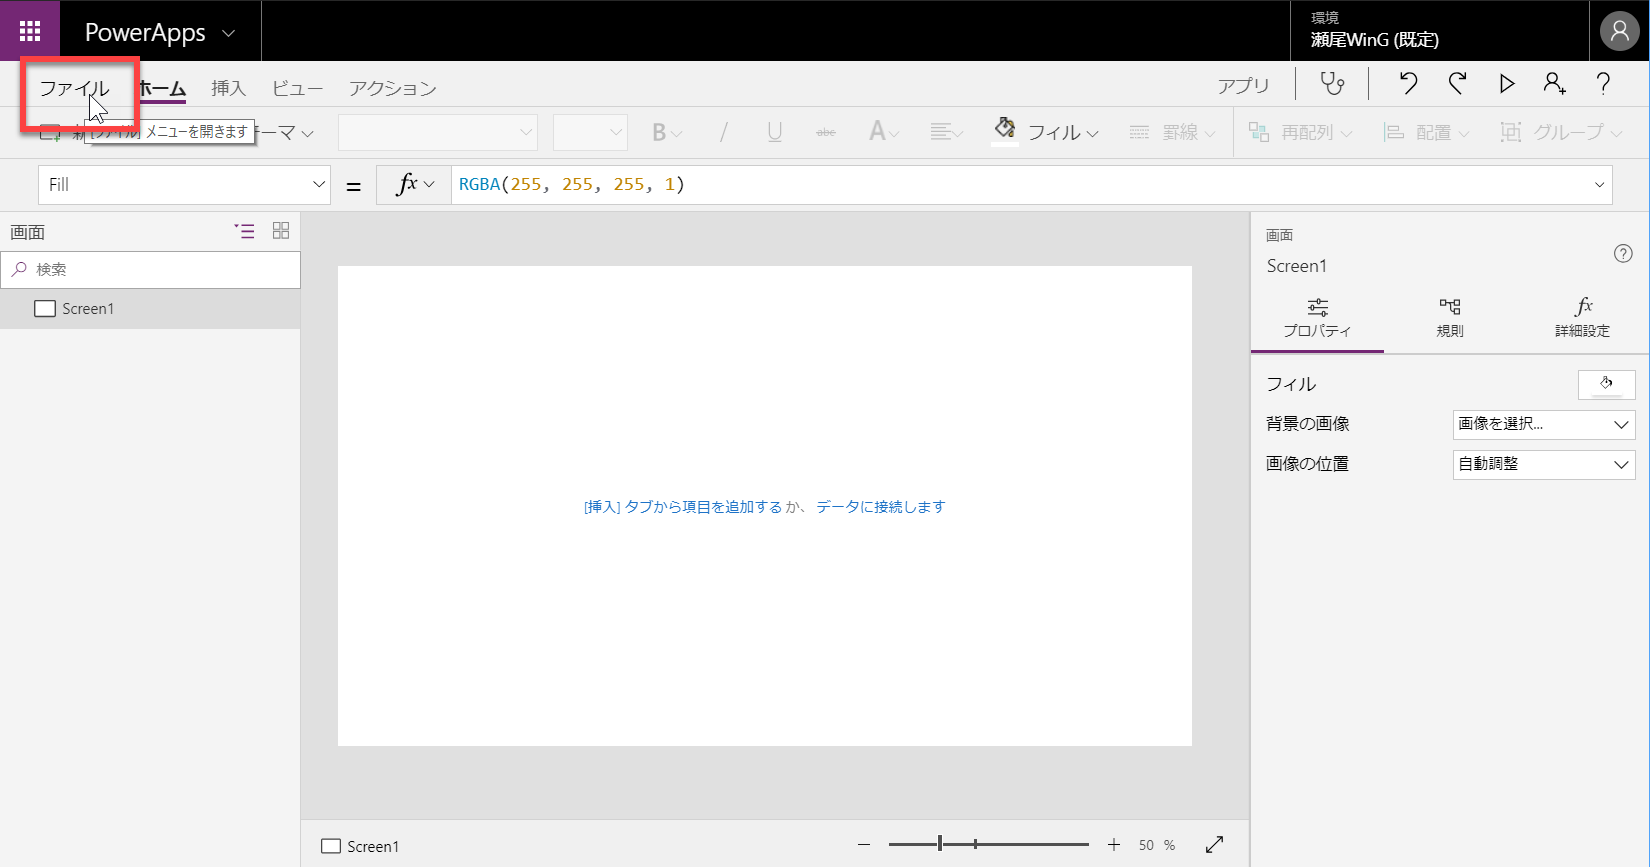 PowerApps
環境
瀬尾WinG (既定)
ファイル ホーム 挿入 ビュー アクション アプリ
新 テーマ B / U abc A フィル 罫線 再配列 配置 グループ
[ファイル] メニューを開きます
Fill = fx RGBA(255, 255, 255, 1)
画面
検索
Screen1
[挿入] タブから項目を追加する か、 データに接続します
画面
Screen1
プロパティ 規則 fx 詳細設定
フィル
背景の画像 画像を選択...
画像の位置 自動調整
Screen1 50 %